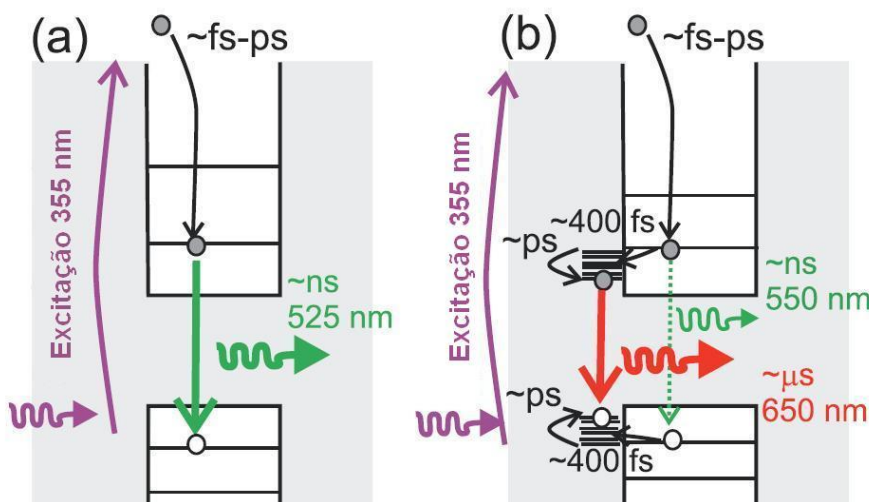 (a)
~fs-ps
Excitação 355 nm
~ns
525 nm
(b)
~fs-ps
Excitação 355 nm
~400 fs
~ps
~ns
550 nm
~ps
~μs
650 nm
~400 fs